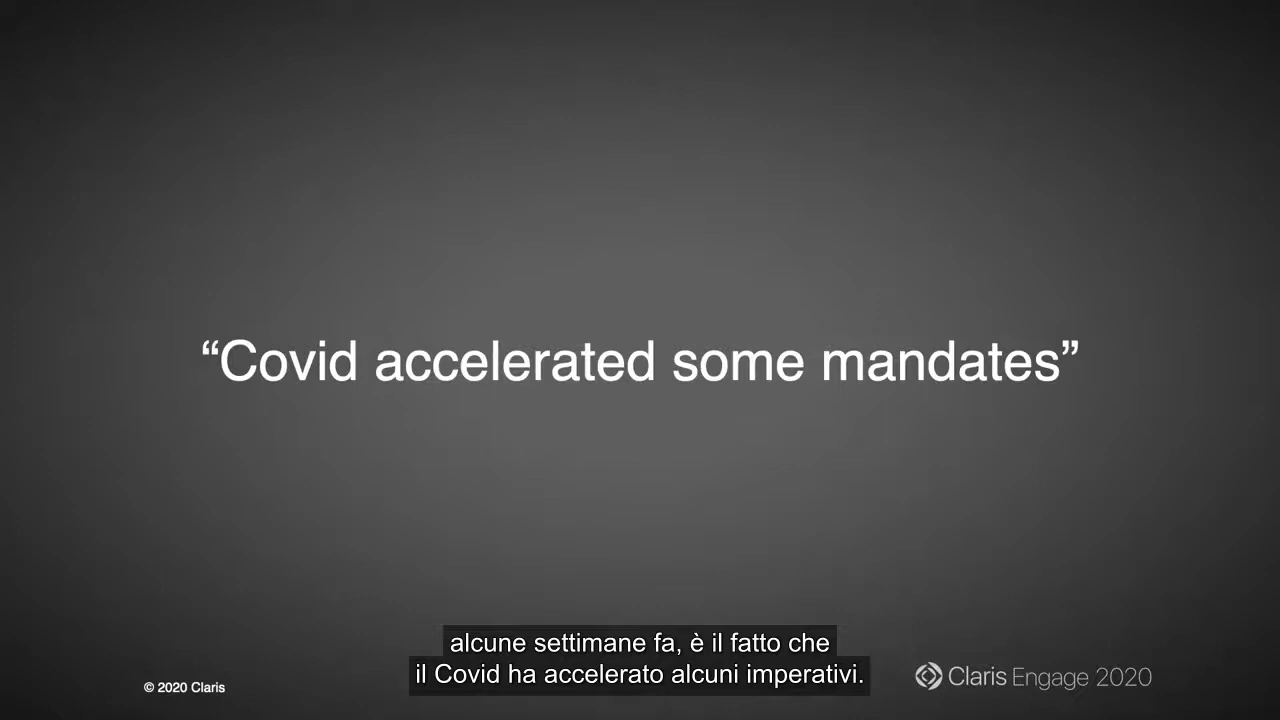 “Covid accelerated some mandates”
alcune settimane fa, è il fatto che
il Covid ha accelerato alcuni imperativi.
© 2020 Claris
Claris Engage 2020